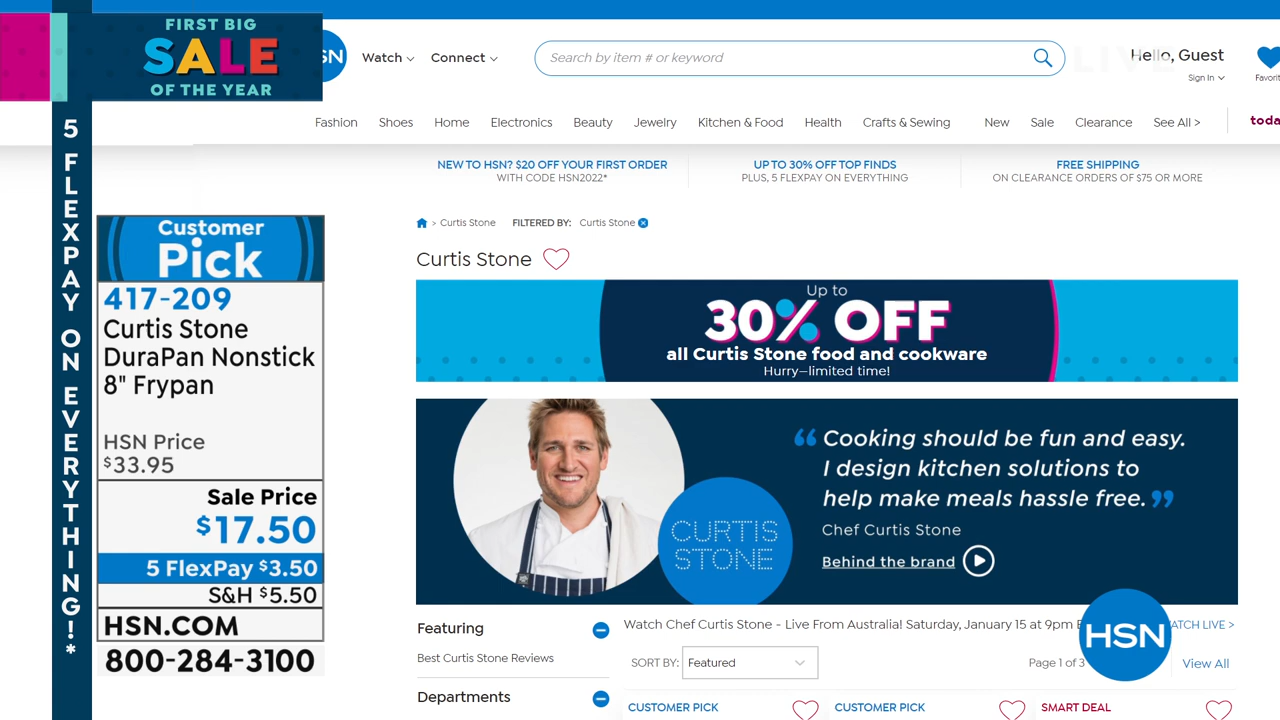 FIRST BIG
SALE
OF THE YEAR
5 FLEXPAY ON EVERYTHING!*
Customer
Pick
417-209
Curtis Stone
DuraPan Nonstick
8" Frypan
HSN Price
$33.95
Sale Price
$17.50
5 FlexPay $3.50
S&H $5.50
HSN.COM
800-284-3100
Watch
Connect
Search by item # or keyword
LIVE
Hello, Guest
Sign In
Fashion
Shoes
Home
Electronics
Beauty
Jewelry
Kitchen & Food
Health
Crafts & Sewing
New
Sale
Clearance
See All >
NEW TO HSN? $20 OFF YOUR FIRST ORDER
WITH CODE HSN2022*
UP TO 30% OFF TOP FINDS
PLUS, 5 FLEXPAY ON EVERYTHING
FREE SHIPPING
ON CLEARANCE ORDERS OF $75 OR MORE
> Curtis Stone
FILTERED BY: Curtis Stone
Curtis Stone
Up to
30% OFF
all Curtis Stone food and cookware
Hurry—limited time!
CURTIS
STONE
“ Cooking should be fun and easy.
I design kitchen solutions to
help make meals hassle free. ”
Chef Curtis Stone
Behind the brand
Featuring
Best Curtis Stone Reviews
Departments
Watch Chef Curtis Stone - Live From Australia! Saturday, January 15 at 9pm
LIVE >
HSN
SORT BY: Featured
Page 1 of 3
View All
CUSTOMER PICK
CUSTOMER PICK
SMART DEAL